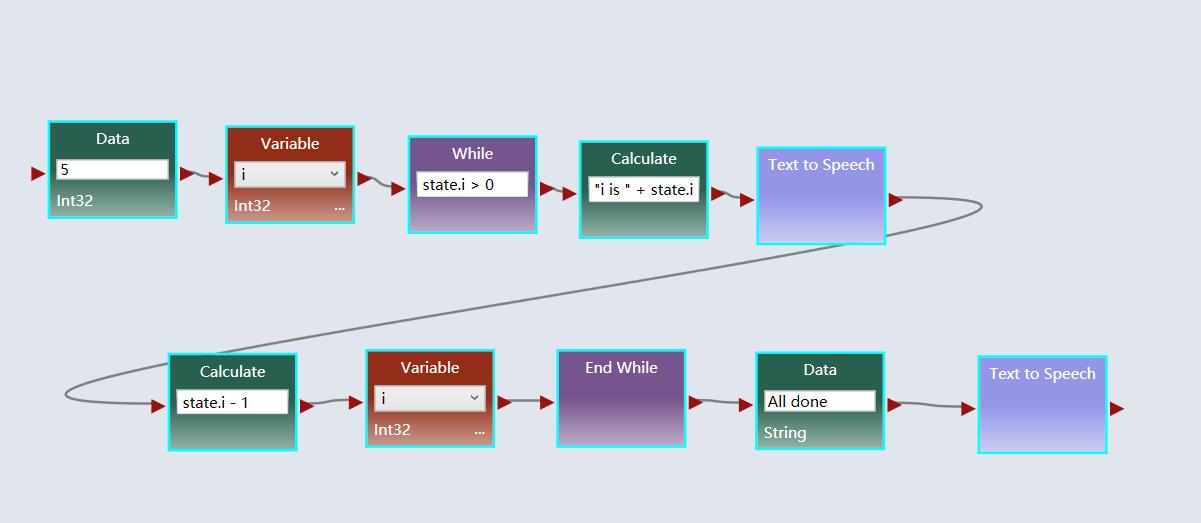 Data
5
Int32
Variable
i
Int32 ...
While
state.i > 0
Calculate
"i is " + state.i
Text to Speech
Calculate
state.i - 1
Variable
i
Int32 ...
End While
Data
All done
String
Text to Speech